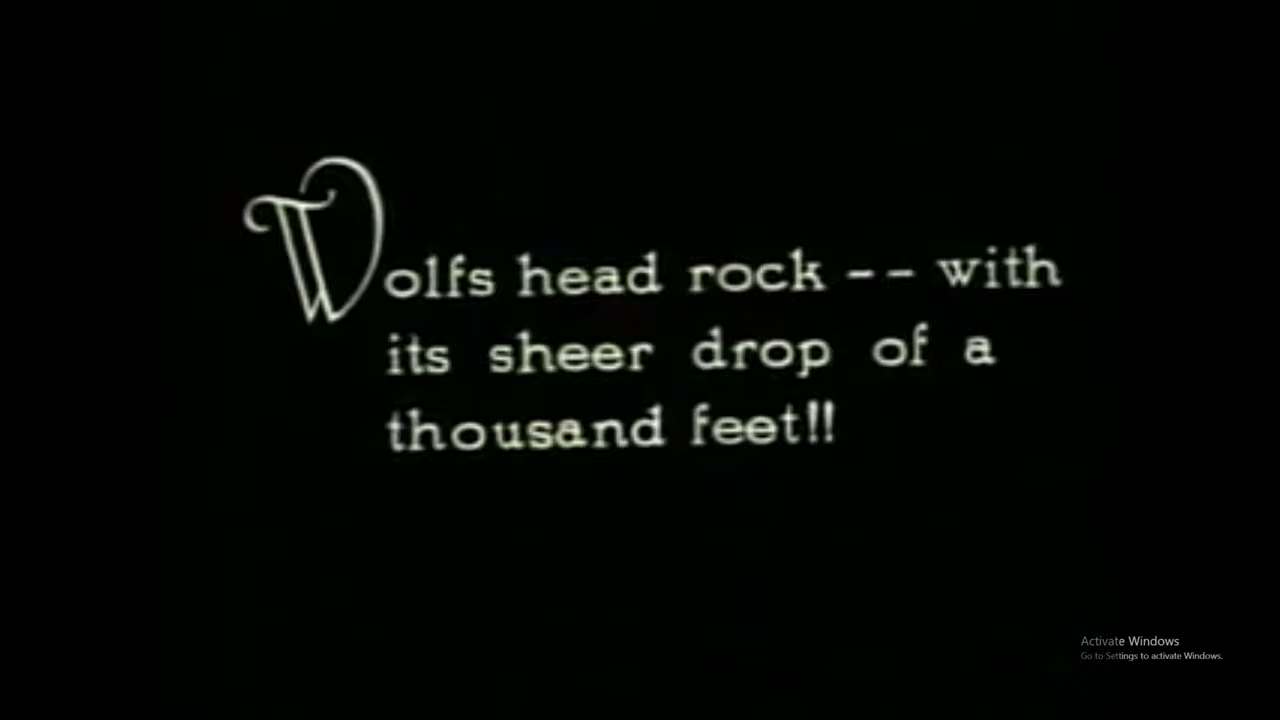 Wolfs head rock -- with
its sheer drop of a
thousand feet!!
Activate Windows
Go to Settings to activate Windows.